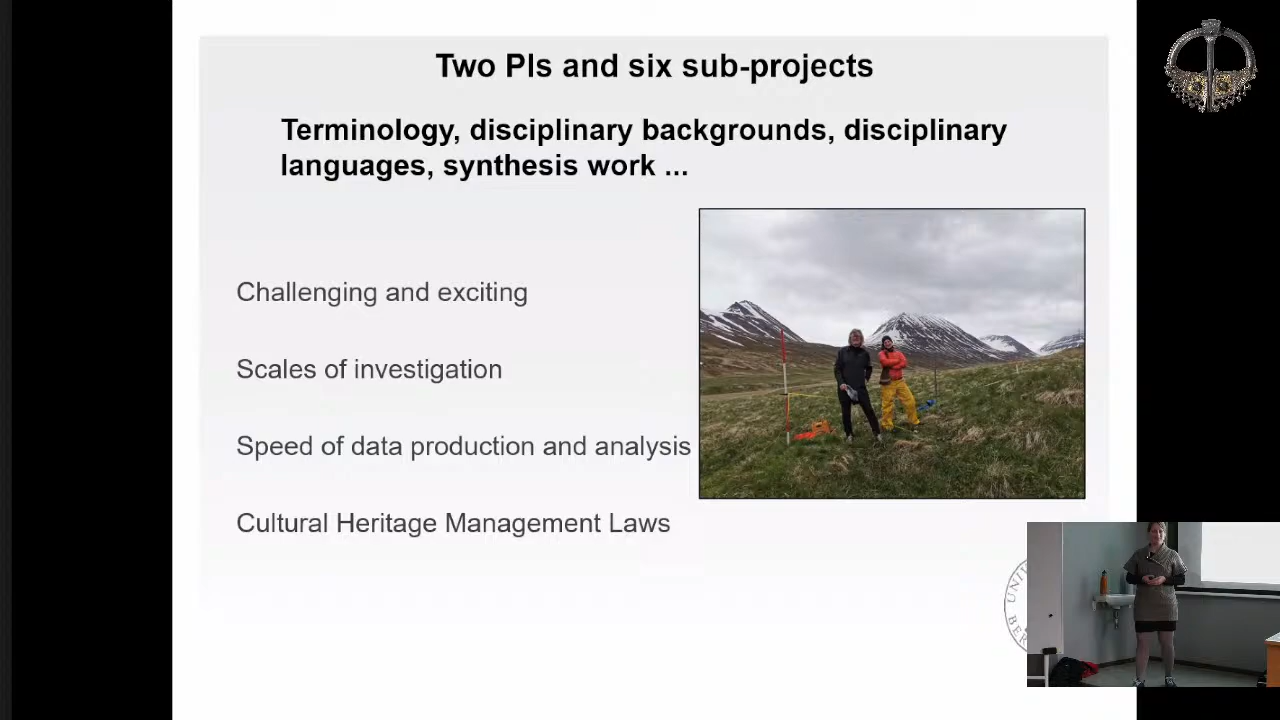 Two PIs and six sub-projects
Terminology, disciplinary backgrounds, disciplinary
languages, synthesis work ...
Challenging and exciting
Scales of investigation
Speed of data production and analysis
Cultural Heritage Management Laws